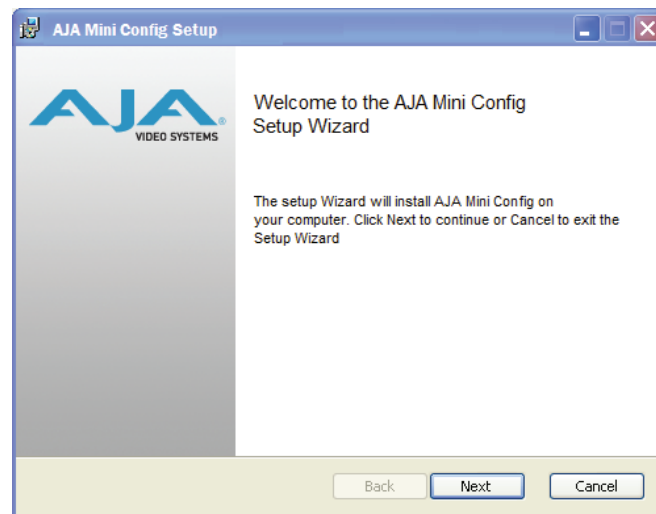 AJA Mini Config Setup
AJA®
VIDEO SYSTEMS
Welcome to the AJA Mini Config
Setup Wizard
The setup Wizard will install AJA Mini Config on
your computer. Click Next to continue or Cancel to exit the
Setup Wizard
Back
Next
Cancel